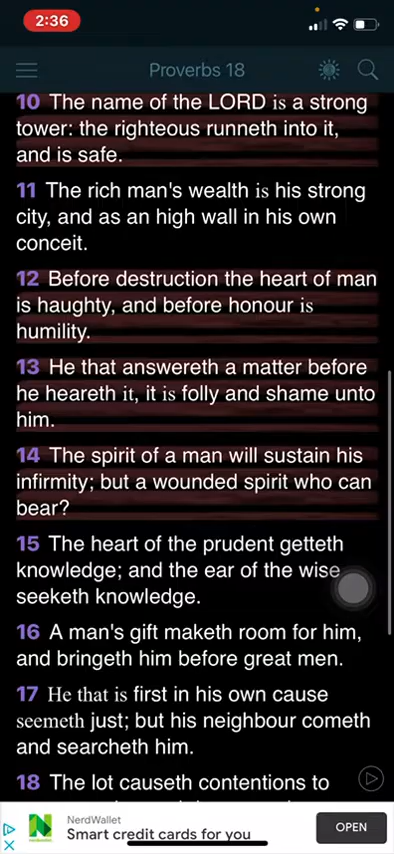 2:36
Proverbs 18
10 The name of the LORD is a strong
tower: the righteous runneth into it,
and is safe.
11 The rich man's wealth is his strong
city, and as an high wall in his own
conceit.
12 Before destruction the heart of man
is haughty, and before honour is
humility.
13 He that answereth a matter before
he heareth it, it is folly and shame unto
him.
14 The spirit of a man will sustain his
infirmity; but a wounded spirit who can
bear?
15 The heart of the prudent getteth
knowledge; and the ear of the wise
seeketh knowledge.
16 A man's gift maketh room for him,
and bringeth him before great men.
17 He that is first in his own cause
seemeth just; but his neighbour cometh
and searcheth him.
18 The lot causeth contentions to
NerdWallet
Smart credit cards for you
OPEN